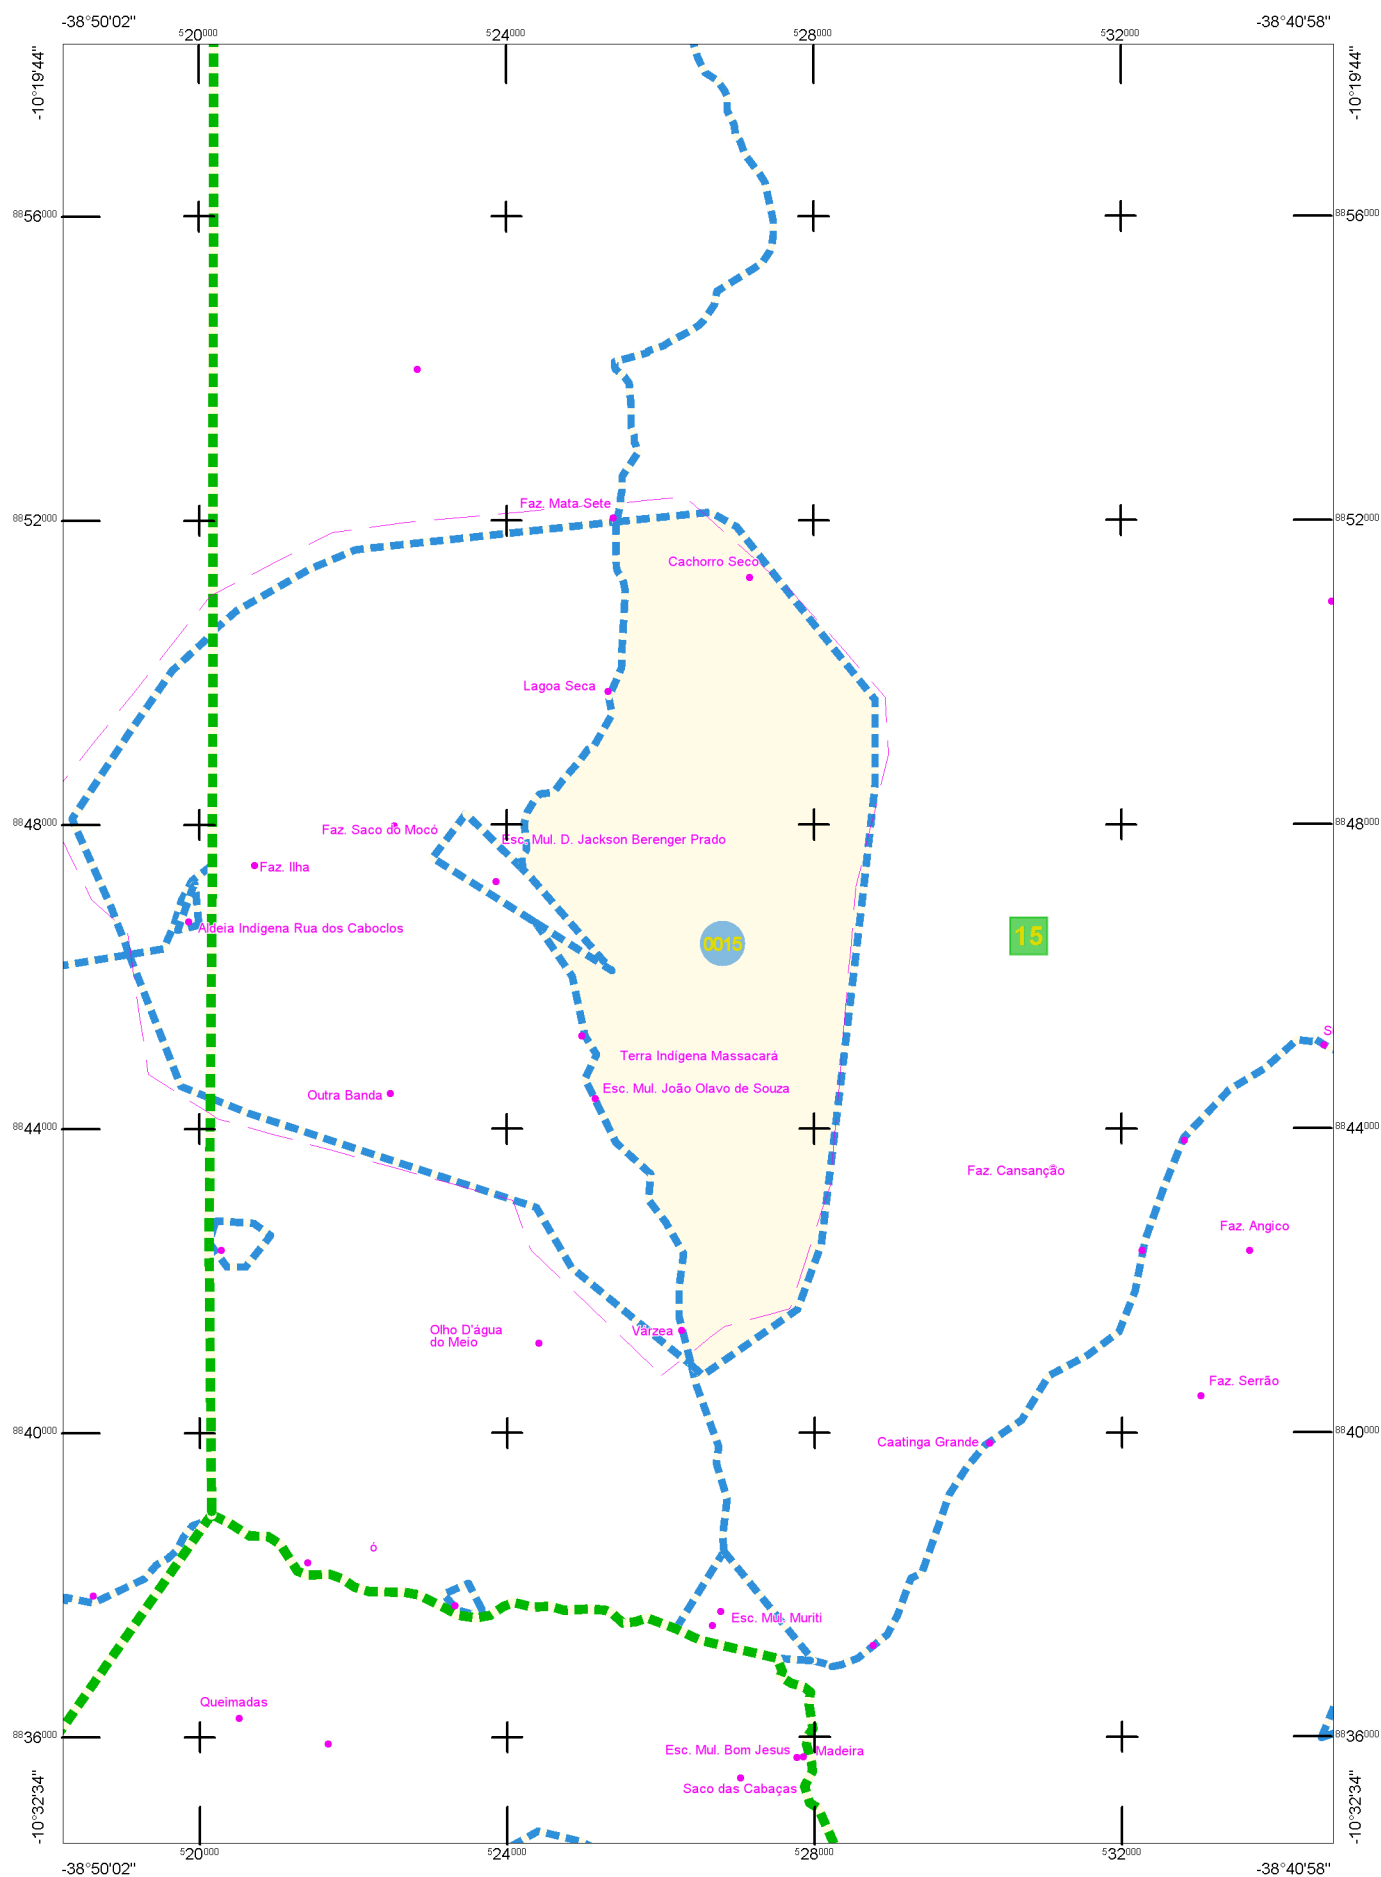 -38°50'02"
-38°40'58"
520000
524000
528000
532000
-10°19'44"
-10°19'44"
8856000
8856000
Faz. Mata Sete
8852000
8852000
Cachorro Seco
Lagoa Seca
8848000
8848000
Faz. Saco do Mocó
Esc. Mul. D. Jackson Berenger Prado
Faz. Ilha
Aldeia Indígena Rua dos Caboclos
0015
15
S
Terra Indígena Massacará
Esc. Mul. João Olavo de Souza
Outra Banda
8844000
8844000
Faz. Cansanção
Faz. Angico
Olho D'água
do Meio
Várzea
Faz. Serrão
8840000
8840000
Caatinga Grande
ó
Esc. Mul. Muriti
Queimadas
8836000
8836000
Esc. Mul. Bom Jesus
Madeira
Saco das Cabaças
-10°32'34"
-10°32'34"
520000
524000
528000
532000
-38°50'02"
-38°40'58"